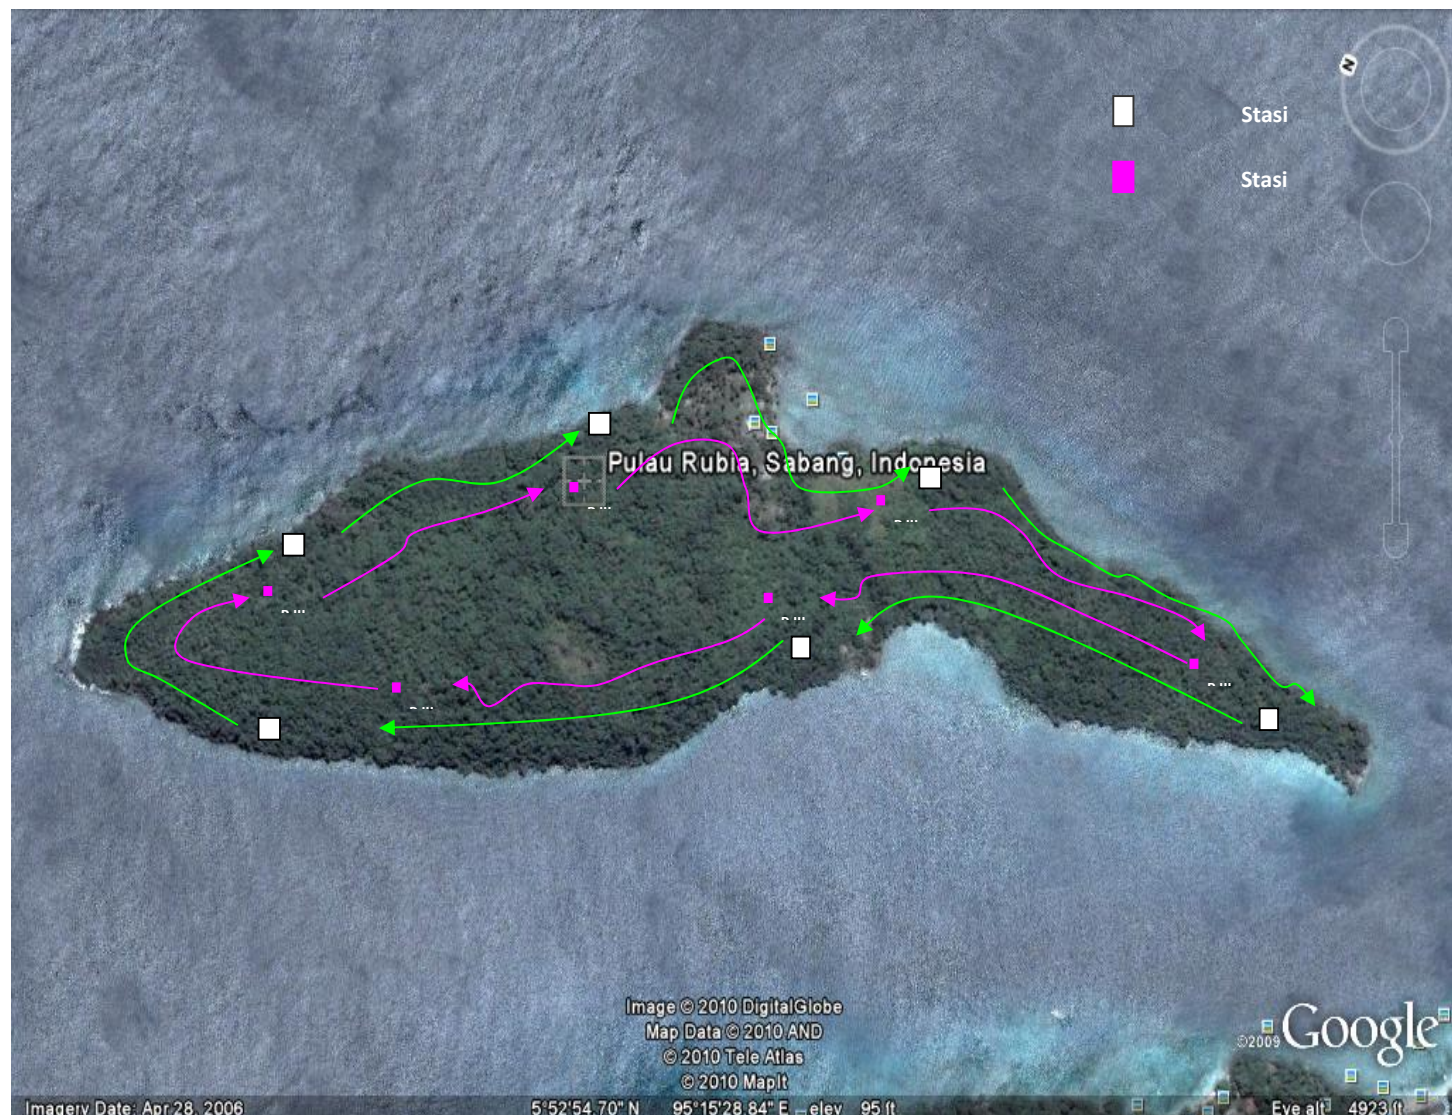 N
Stasi
Stasi
Pulau Rubia, Sabang, Indonesia
Image © 2010 DigitalGlobe
Map Data © 2010 AND
© 2010 Tele Atlas
© 2010 MapIt
©2009 Google
Imagery Date: Apr 28, 2006 5°52'54.70" N 95°15'28.84" E elev 95 ft Eye alt 4923 ft